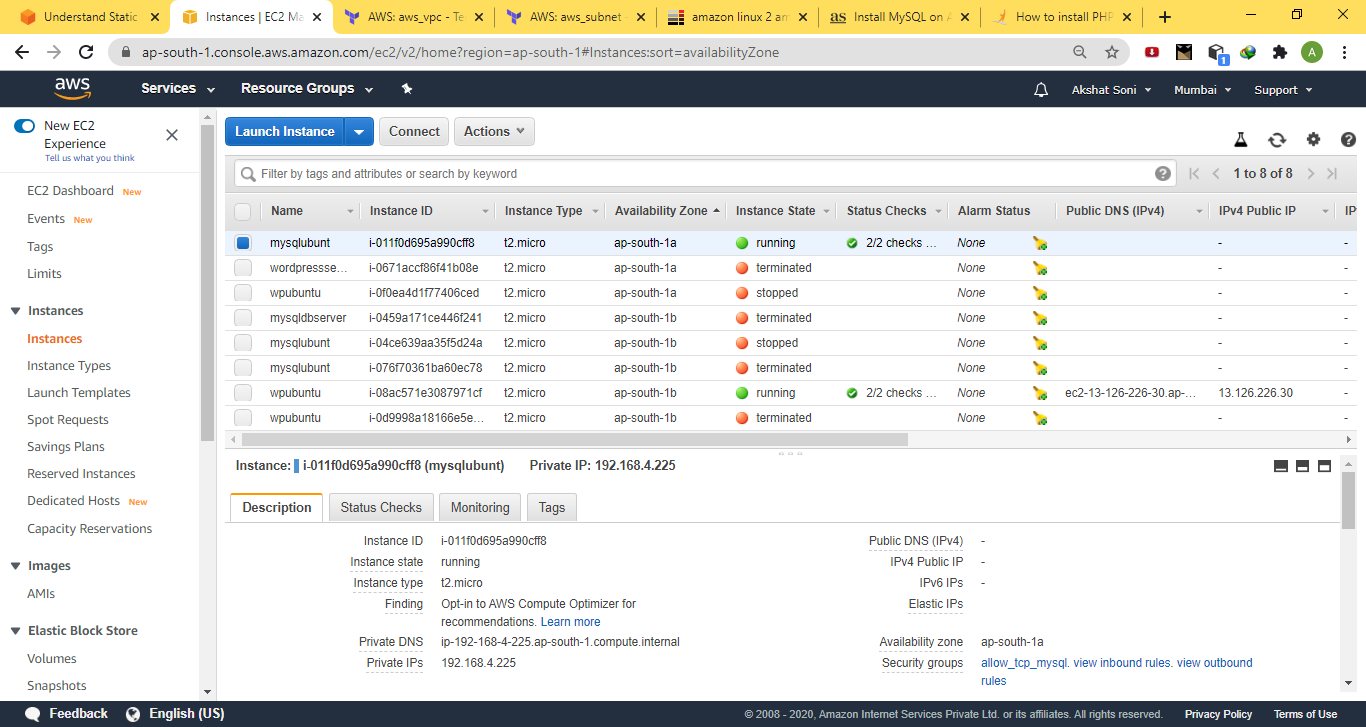 Understand Static
Instances | EC2 Ma
AWS: aws_vpc - Te
AWS: aws_subnet -
amazon linux 2 am
as Install MySQL on A
How to install PHP
ap-south-1.console.aws.amazon.com/ec2/v2/home?region=ap-south-1#Instances:sort=availabilityZone
1
A
aws
Services
Resource Groups
Akshat Soni
Mumbai
Support
New EC2
Experience
Tell us what you think
EC2 Dashboard New
Events New
Tags
Limits
Instances
Instances
Instance Types
Launch Templates
Spot Requests
Savings Plans
Reserved Instances
Dedicated Hosts New
Capacity Reservations
Images
AMIs
Elastic Block Store
Volumes
Snapshots
Launch Instance
Connect
Actions
Filter by tags and attributes or search by keyword
1 to 8 of 8
Name Instance ID Instance Type Availability Zone Instance State Status Checks Alarm Status Public DNS (IPv4) IPv4 Public IP IP
mysqlubunt i-011f0d695a990cff8 t2.micro ap-south-1a running 2/2 checks ... None - -
wordpressse... i-0671accf86f41b08e t2.micro ap-south-1a terminated None - -
wpubuntu i-0f0ea4d1f77406ced t2.micro ap-south-1a stopped None - -
mysqldbserver i-0459a171ce446f241 t2.micro ap-south-1b terminated None - -
mysqlubunt i-04ce639aa35f5d24a t2.micro ap-south-1b stopped None - -
mysqlubunt i-076f70361ba60ec78 t2.micro ap-south-1b terminated None - -
wpubuntu i-08ac571e3087971cf t2.micro ap-south-1b running 2/2 checks ... None ec2-13-126-226-30.ap-... 13.126.226.30 -
wpubuntu i-0d9998a18166e5e... t2.micro ap-south-1b terminated None - -
Instance: i-011f0d695a990cff8 (mysqlubunt) Private IP: 192.168.4.225
Description
Status Checks
Monitoring
Tags
Instance ID i-011f0d695a990cff8
Instance state running
Instance type t2.micro
Finding Opt-in to AWS Compute Optimizer for
recommendations. Learn more
Private DNS ip-192-168-4-225.ap-south-1.compute.internal
Private IPs 192.168.4.225
Public DNS (IPv4) -
IPv4 Public IP -
IPv6 IPs -
Elastic IPs
Availability zone ap-south-1a
Security groups allow_tcp_mysql. view inbound rules. view outbound
rules
Feedback
English (US)
© 2008 - 2020, Amazon Internet Services Private Ltd. or its affiliates. All rights reserved.
Privacy Policy
Terms of Use